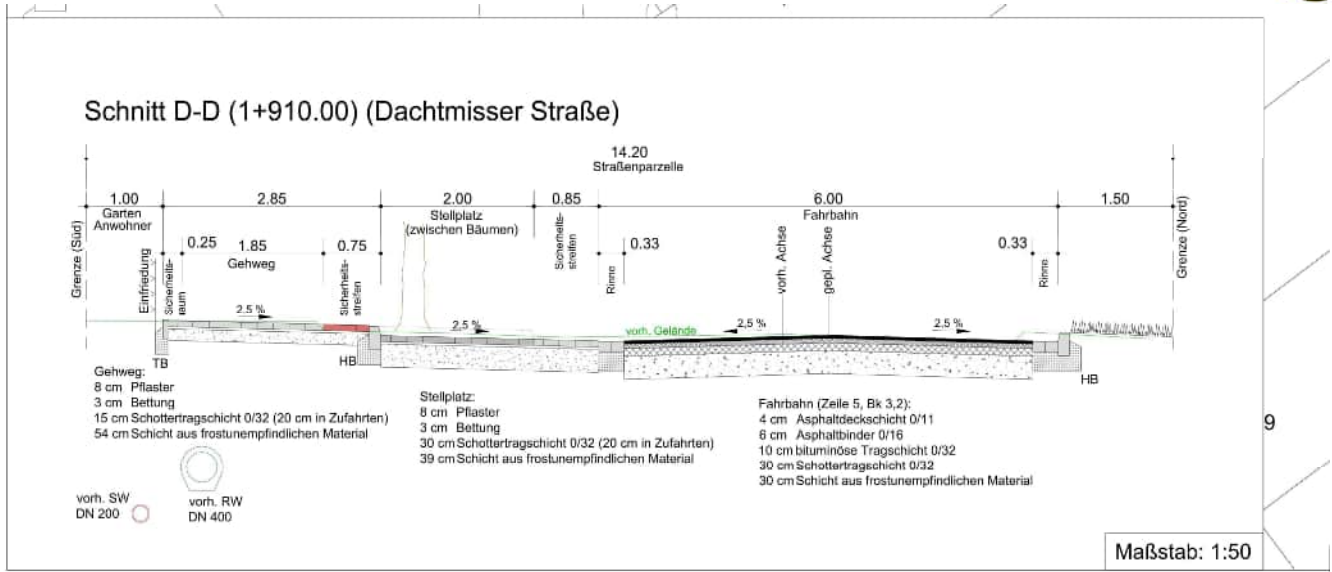 Schnitt D-D (1+910.00) (Dachtmisser Straße)
14.20
Straßenparzelle
1.00
Garten
Anwohner
2.85
2.00
Stellplatz
(zwischen Bäumen)
0.85
Sicherheits-
streifen
6.00
Fahrbahn
1.50
Grenze (Süd)
Einfriedung
Sicherheits-
raum
0.25
1.85
Gehweg
0.75
Sicherheits-
streifen
Rinne
0.33
vorh. Achse
gepl. Achse
0.33
Rinne
Grenze (Nord)
2.5 %
2.5 %
vorh. Gelände
2,5 %
2.5 %
TB
HB
HB
Gehweg:
8 cm Pflaster
3 cm Bettung
15 cm Schottertragschicht 0/32 (20 cm in Zufahrten)
54 cm Schicht aus frostunempfindlichen Material
Stellplatz:
8 cm Pflaster
3 cm Bettung
30 cm Schottertragschicht 0/32 (20 cm in Zufahrten)
39 cm Schicht aus frostunempfindlichen Material
Fahrbahn (Zeile 5, Bk 3,2):
4 cm Asphaltdeckschicht 0/11
6 cm Asphaltbinder 0/16
10 cm bituminöse Tragschicht 0/32
30 cm Schottertragschicht 0/32
30 cm Schicht aus frostunempfindlichen Material
9
vorh. SW
DN 200
vorh. RW
DN 400
Maßstab: 1:50